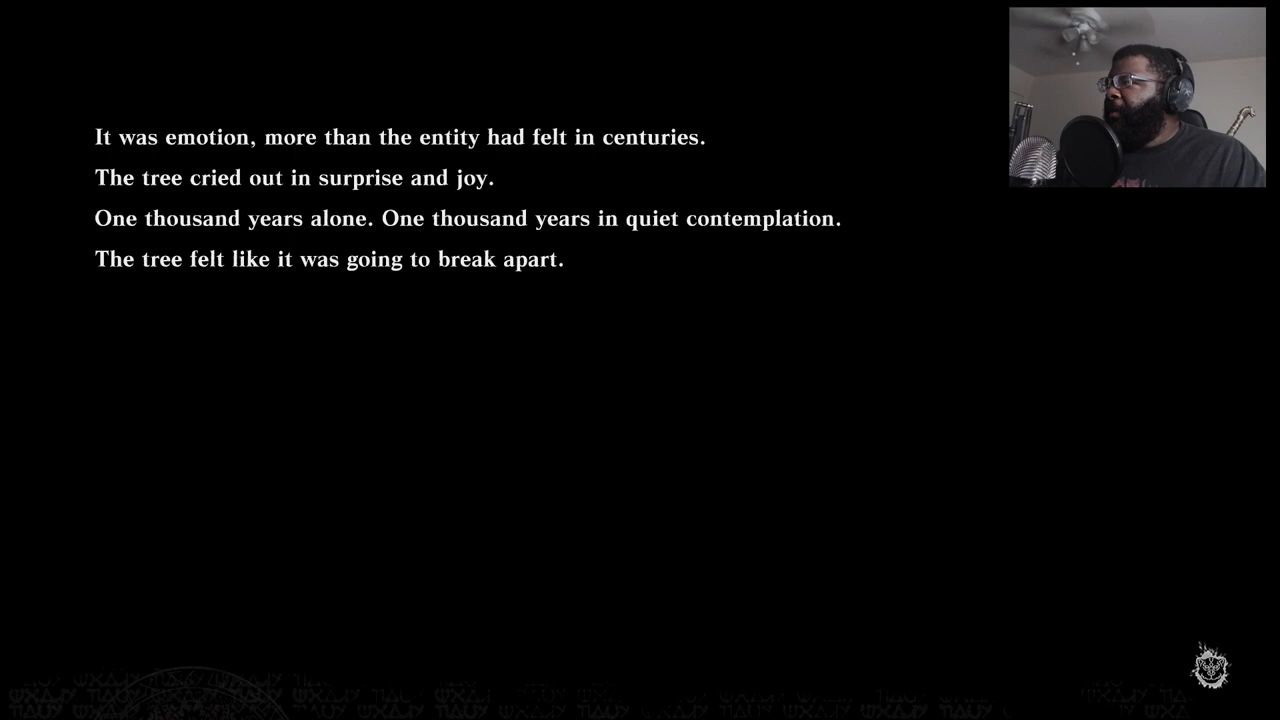 It was emotion, more than the entity had felt in centuries.
The tree cried out in surprise and joy.
One thousand years alone. One thousand years in quiet contemplation.
The tree felt like it was going to break apart.